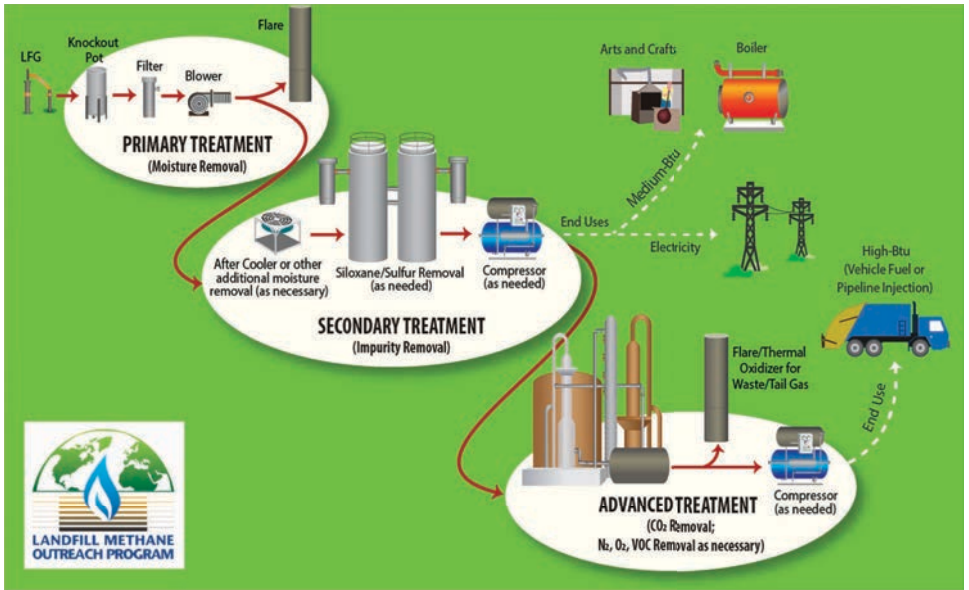 LFG
Knockout
Pot
Filter
Blower
Flare
PRIMARY TREATMENT
(Moisture Removal)
After Cooler or other
additional moisture
removal (as necessary)
Siloxane/Sulfur Removal
(as needed)
Compressor
(as needed)
SECONDARY TREATMENT
(Impurity Removal)
End Uses
Medium-Btu
Arts and Crafts
Boiler
Electricity
High-Btu
(Vehicle Fuel or
Pipeline Injection)
End Use
Flare/Thermal
Oxidizer for
Waste/Tail Gas
Compressor
(as needed)
ADVANCED TREATMENT
(CO₂ Removal;
N₂, O₂, VOC Removal as necessary)
LANDFILL METHANE
OUTREACH PROGRAM